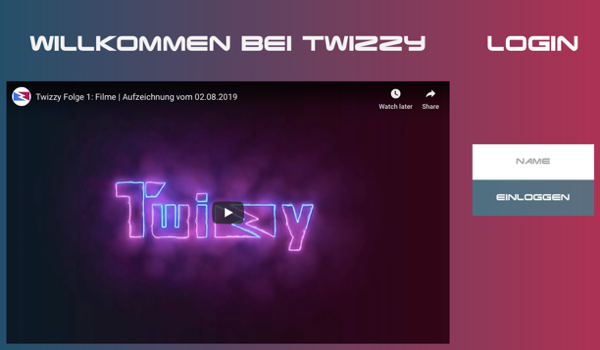 WILLKOMMEN BEI TWIZZY
LOGIN
Twizzy Folge 1: Filme | Aufzeichnung vom 02.08.2019
Watch later
Share
Twizzy
NAME
EINLOGGEN